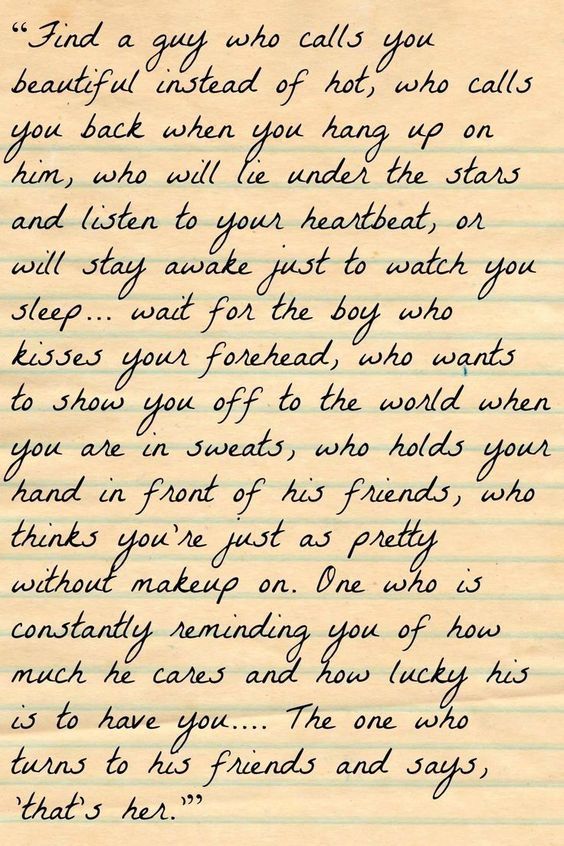 “Find a guy who calls you
beautiful instead of hot, who calls
you back when you hang up on
him, who will lie under the stars
and listen to your heartbeat, or
will stay awake just to watch you
sleep... wait for the boy who
kisses your forehead, who wants
to show you off to the world when
you are in sweats, who holds your
hand in front of his friends, who
thinks you're just as pretty
without makeup on. One who is
constantly reminding you of how
much he cares and how lucky his
is to have you.... The one who
turns to his friends and says,
'that's her.'”